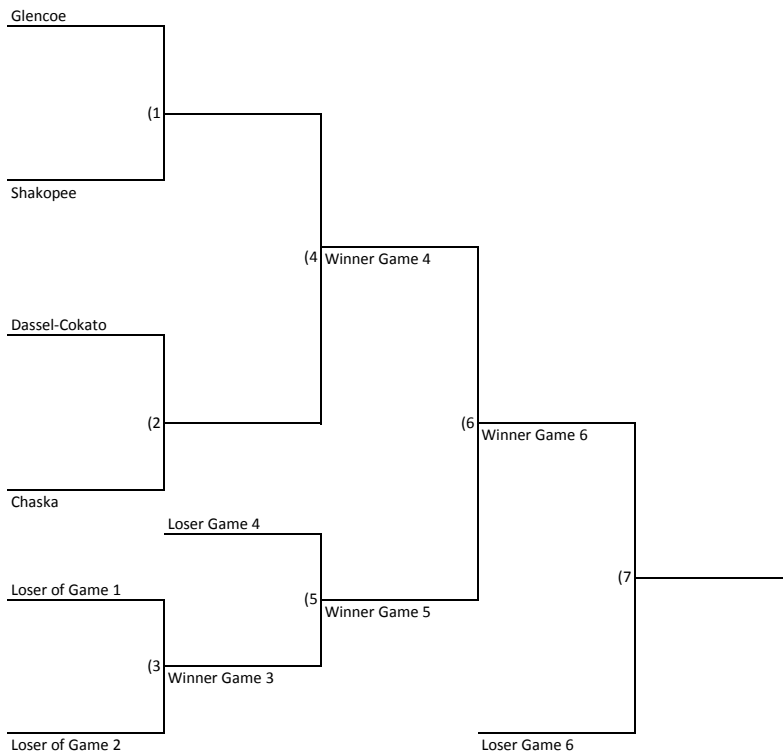 Glencoe
(1
Shakopee
(4 Winner Game 4
Dassel-Cokato
(2
(6 Winner Game 6
Chaska
Loser Game 4
(7
Loser of Game 1
(5 Winner Game 5
(3 Winner Game 3
Loser of Game 2
Loser Game 6